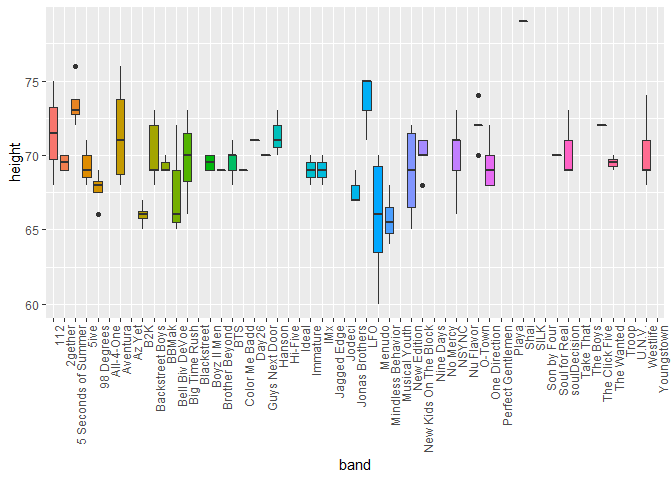 height
75
70
65
60
112
2gether
5 Seconds of Summer
5ive
98 Degrees
All-4-One
Aventura
Az Yet
B2K
Backstreet Boys
BBMak
Bell Biv DeVoe
Big Time Rush
Blackstreet
Boyz II Men
Brother Beyond
BTS
Color Me Badd
Day26
Guys Next Door
Hanson
Hi-Five
Ideal
Immature
IMx
Jagged Edge
Jodeci
Jonas Brothers
LFO
Menudo
Mindless Behavior
Musical Youth
New Edition
New Kids On The Block
Nine Days
No Mercy
NSYNC
Nu Flavor
O-Town
One Direction
Perfect Gentlemen
Playa
Shai
SILK
Son by Four
Soul for Real
soulDecision
Take That
The Boys
The Click Five
The Wanted
Troop
U.N.V.
Westlife
Youngstown
band